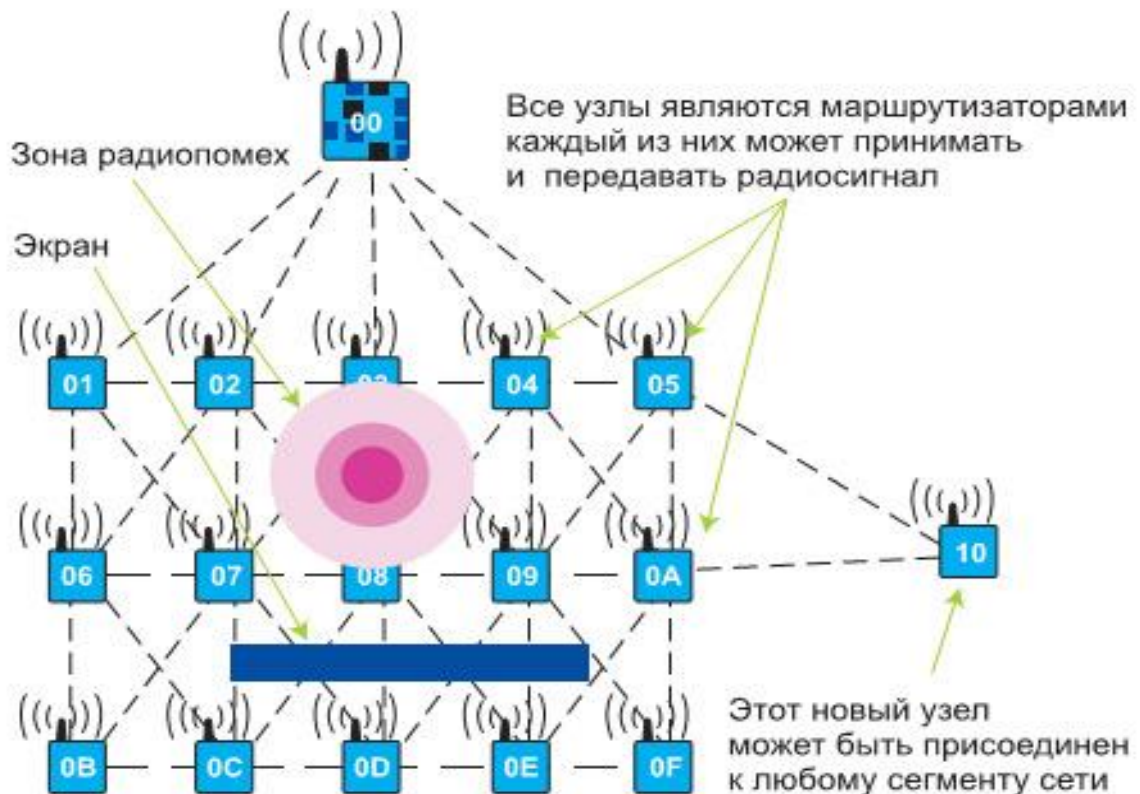 00
Все узлы являются маршрутизаторами
каждый из них может принимать
и передавать радиосигнал
Зона радиопомех
Экран
01 02 03 04 05
06 07 08 09 0A
10
0B 0C 0D 0E 0F
Этот новый узел
может быть присоединен
к любому сегменту сети